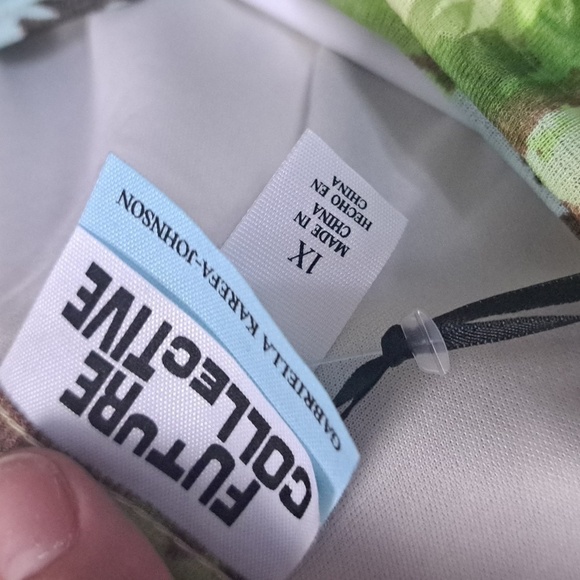 FUTURE
COLLECTIVE
GABRIELLA KAREFA-JOHNSON
1X
MADE IN
CHINA
HECHO EN
CHINA